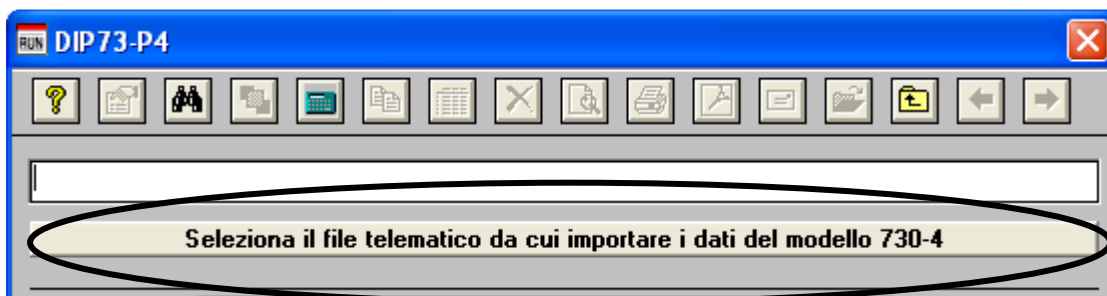 RUN DIP73-P4
Seleziona il file telematico da cui importare i dati del modello 730-4